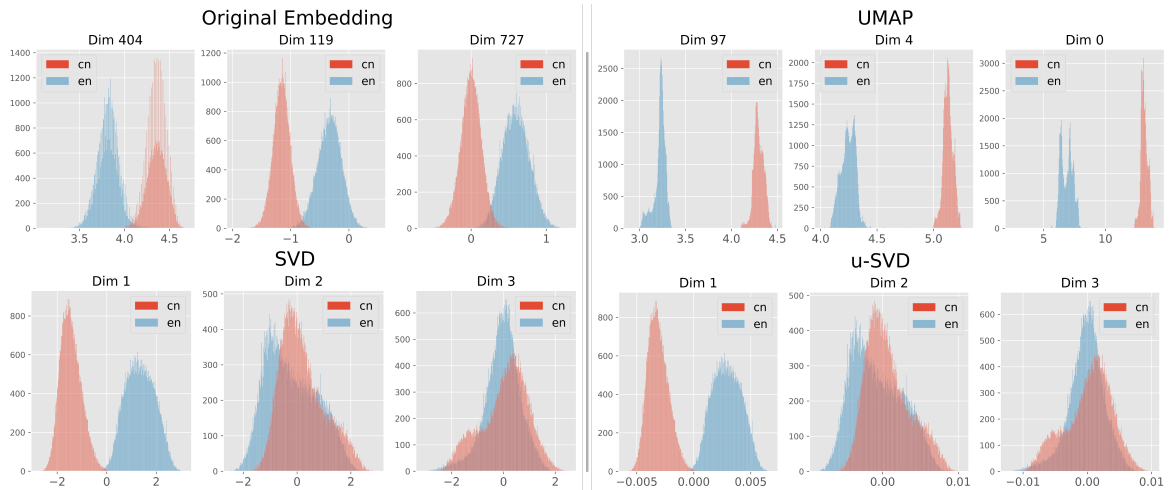 Original Embedding
Dim 404
cn
en
1400
1200
1000
800
600
400
200
0
3.5 4.0 4.5
Dim 119
cn
en
1200
1000
800
600
400
200
0
−2 −1 0
Dim 727
cn
en
800
600
400
200
0
0 1
UMAP
Dim 97
cn
en
2500
2000
1500
1000
500
0
3.0 3.5 4.0 4.5
Dim 4
cn
en
2000
1750
1500
1250
1000
750
500
250
0
4.0 4.5 5.0
Dim 0
cn
en
3000
2500
2000
1500
1000
500
0
5 10
SVD
Dim 1
cn
en
800
600
400
200
0
−2 0 2
Dim 2
cn
en
500
400
300
200
100
0
−2 0 2
Dim 3
cn
en
600
500
400
300
200
100
0
−2 0 2
u-SVD
Dim 1
cn
en
800
600
400
200
0
−0.005 0.000 0.005
Dim 2
cn
en
500
400
300
200
100
0
0.00 0.01
Dim 3
cn
en
600
500
400
300
200
100
0
−0.01 0.00 0.01